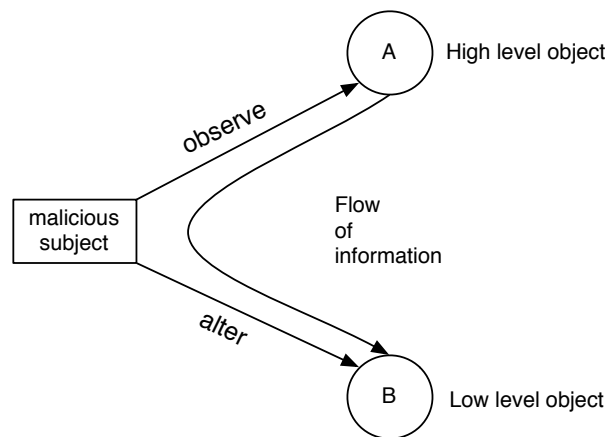 A
High level object
observe
malicious
subject
Flow
of
information
alter
B
Low level object